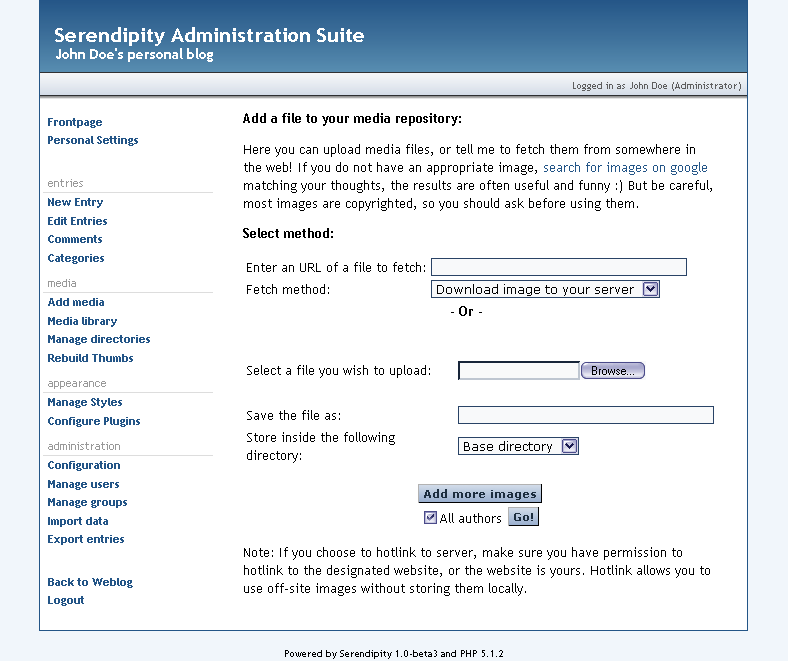 Serendipity Administration Suite
John Doe's personal blog
Logged in as John Doe (Administrator)
Frontpage
Personal Settings
entries
New Entry
Edit Entries
Comments
Categories
media
Add media
Media library
Manage directories
Rebuild Thumbs
appearance
Manage Styles
Configure Plugins
administration
Configuration
Manage users
Manage groups
Import data
Export entries
Back to Weblog
Logout
Add a file to your media repository:
Here you can upload media files, or tell me to fetch them from somewhere in
the web! If you do not have an appropriate image, search for images on google
matching your thoughts, the results are often useful and funny :) But be careful,
most images are copyrighted, so you should ask before using them.
Select method:
Enter an URL of a file to fetch:
Fetch method: Download image to your server
- Or -
Select a file you wish to upload: Browse...
Save the file as:
Store inside the following
directory: Base directory
Add more images
All authors Go!
Note: If you choose to hotlink to server, make sure you have permission to
hotlink to the designated website, or the website is yours. Hotlink allows you to
use off-site images without storing them locally.
Powered by Serendipity 1.0-beta3 and PHP 5.1.2